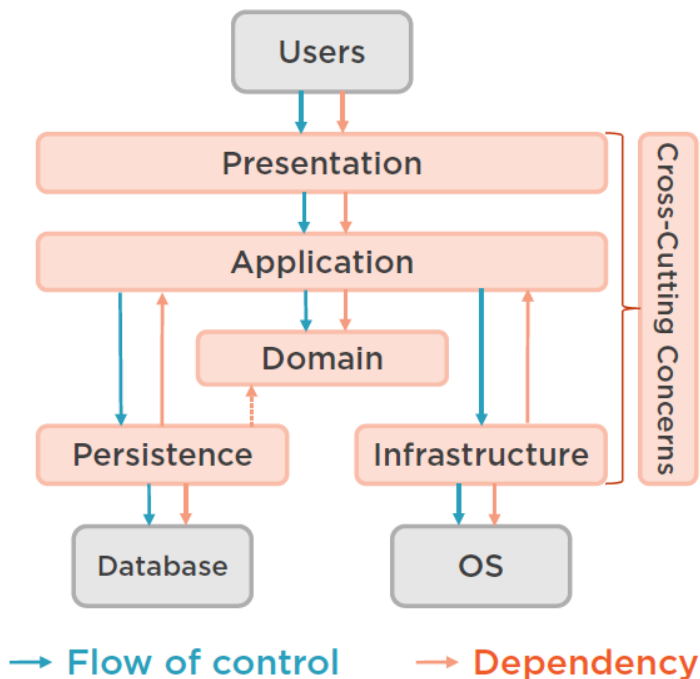 Users
Presentation
Application
Domain
Persistence
Infrastructure
Database
OS
Cross-Cutting Concerns
Flow of control
Dependency